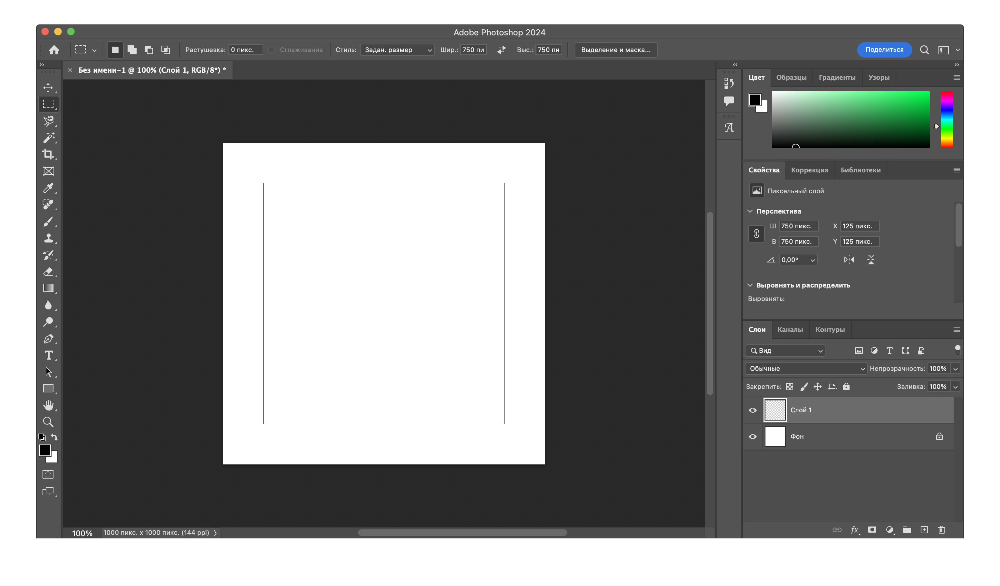 Adobe Photoshop 2024
Растушевка: 0 пикс. Сглаживание Стиль: Задан. размер Шир.: 750 пи Выс.: 750 пи Выделение и маска... Поделиться
Без имени-1 @ 100% (Слой 1, RGB/8*) *
Цвет Образцы Градиенты Узоры
Свойства Коррекция Библиотеки
Пиксельный слой
Перспектива
Ш 750 пикс. X 125 пикс.
В 750 пикс. Y 125 пикс.
0,00°
Выровнять и распределить
Выровнять:
Слои Каналы Контуры
Вид
Обычные Непрозрачность: 100%
Закрепить: Заливка: 100%
Слой 1
Фон
100% 1000 пикс. x 1000 пикс. (144 ppi)
fx